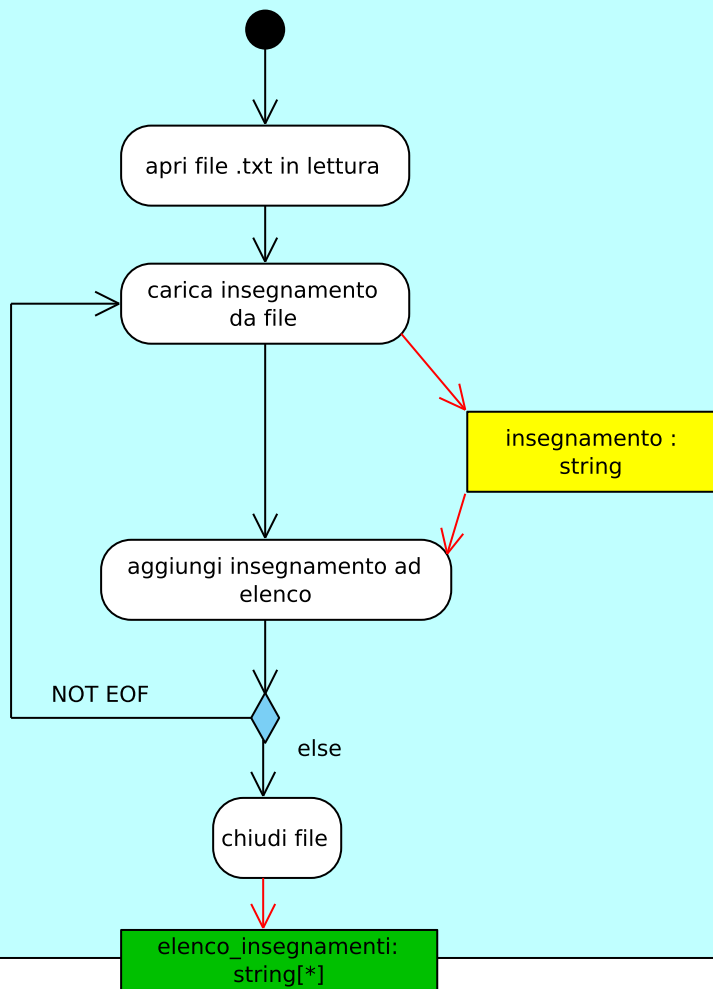 apri file .txt in lettura
carica insegnamento
da file
insegnamento :
string
aggiungi insegnamento ad
elenco
NOT EOF
else
chiudi file
elenco_insegnamenti:
string[*]